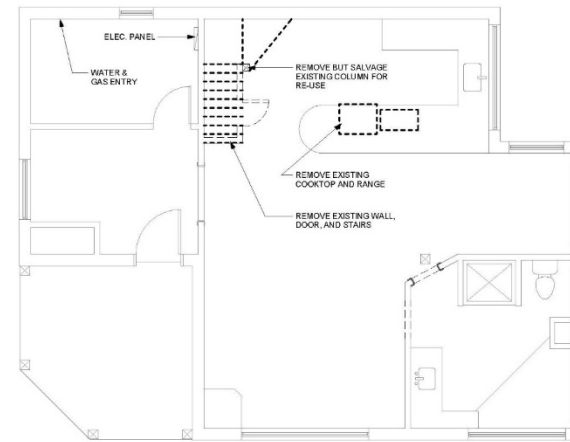 ELEC. PANEL
WATER &
GAS ENTRY
REMOVE BUT SALVAGE
EXISTING COLUMN FOR
RE-USE
REMOVE EXISTING
COOKTOP AND RANGE
REMOVE EXISTING WALL,
DOOR, AND STAIRS